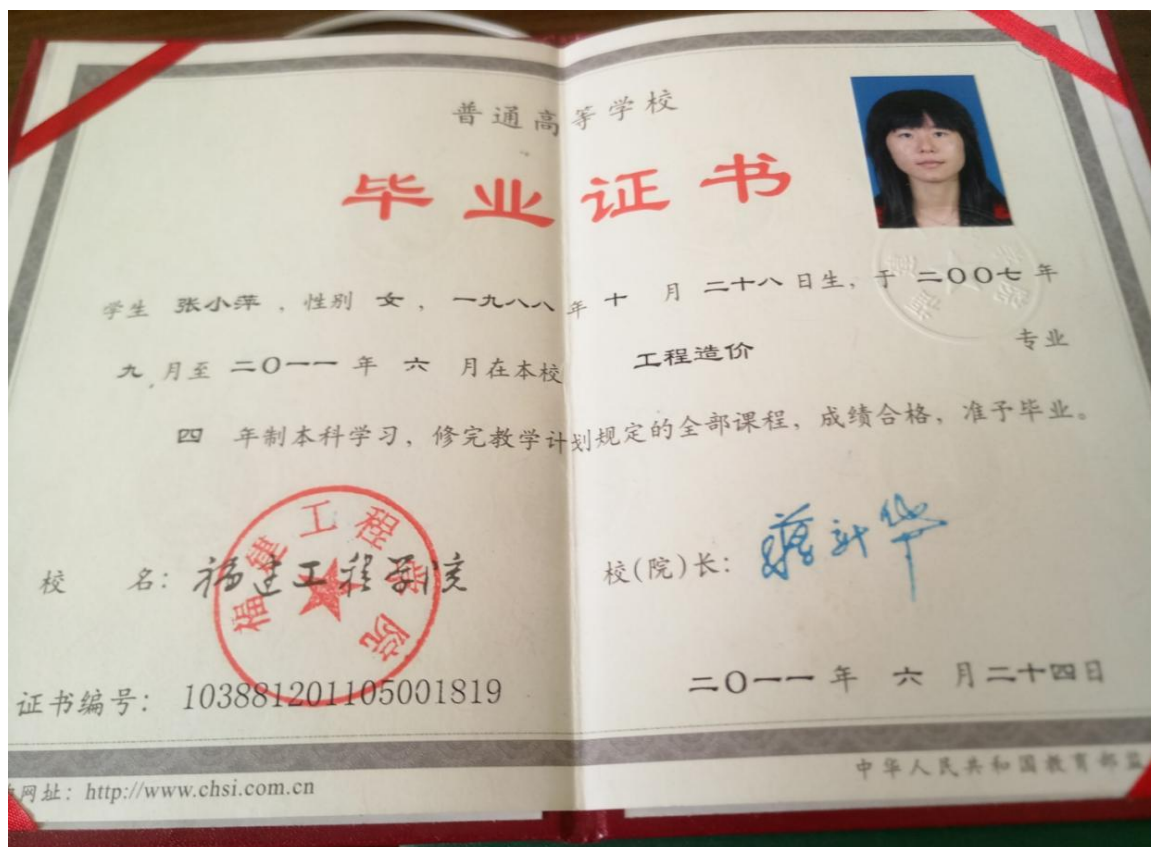 普通高等学校
毕业证书
学生 张小萍，性别 女，一九八八年 十 月 二十八日生，于 二〇〇七年
九 月至 二〇一一 年 六 月在本校 工程造价 专业
四 年制本科学习，修完教学计划规定的全部课程，成绩合格，准予毕业。
福建工程学院
校 名：福建工程学院 校(院)长：
证书编号：103881201105001819 二〇一一 年 六 月二十四日
网址：http://www.chsi.com.cn 中华人民共和国教育部监